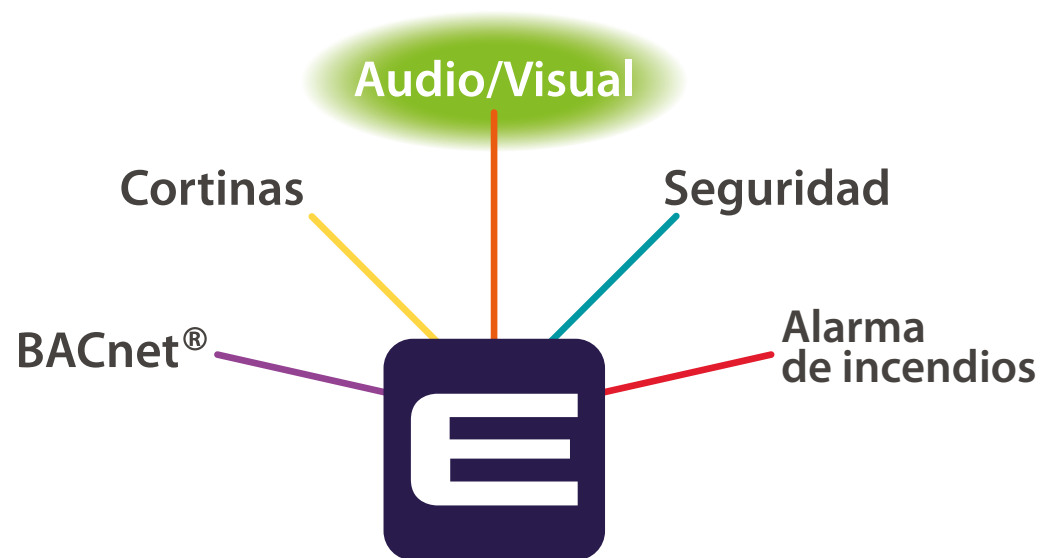 Audio/Visual
Cortinas
Seguridad
BACnet®
Alarma
de incendios
E